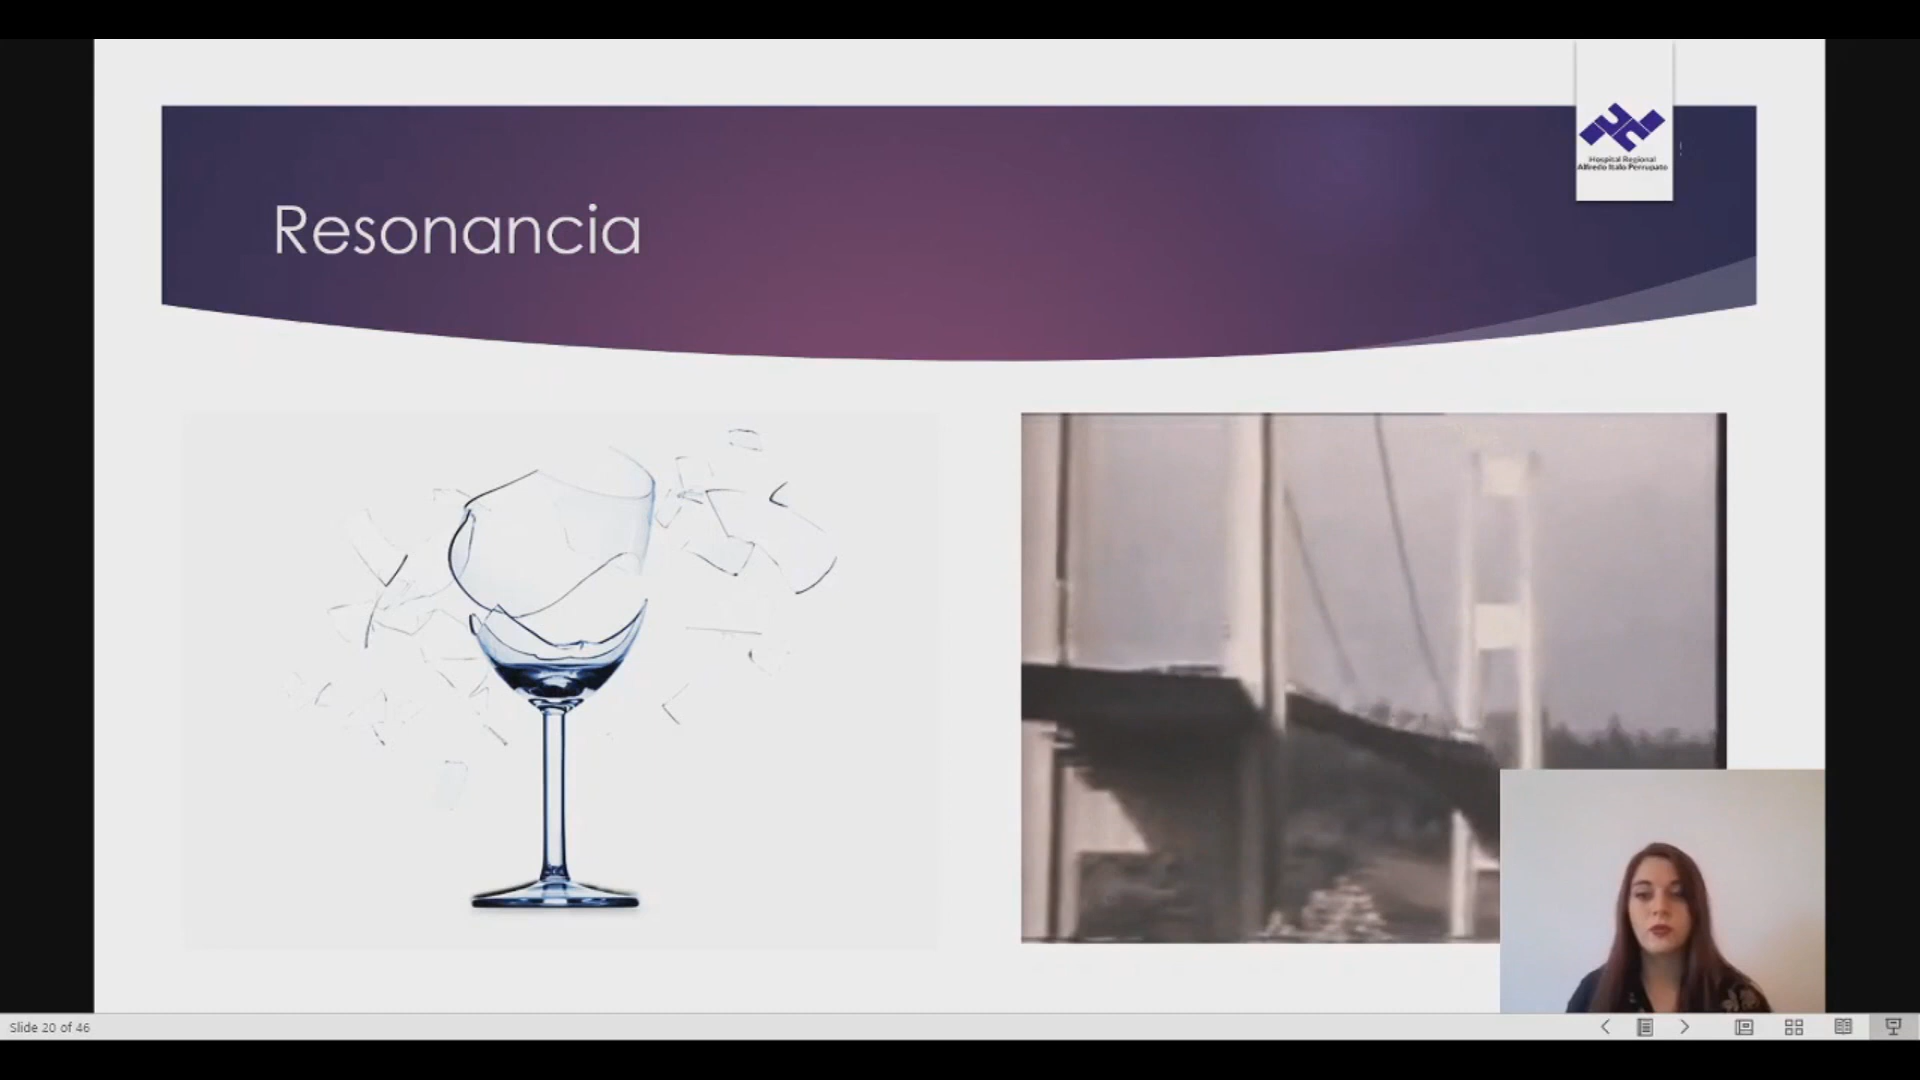 Resonancia
Hospital Regional
Alfredo Italo Perrupato
Slide 20 of 46